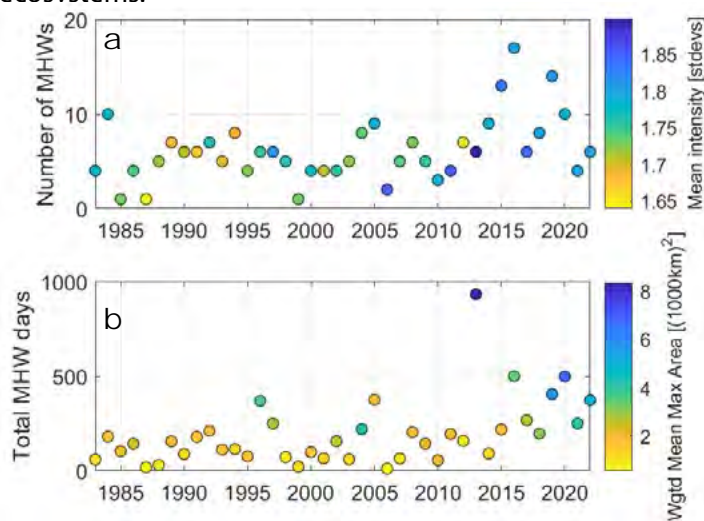 ecosystems.
a
20
10
0
Number of MHWs
1985 1990 1995 2000 2005 2010 2015 2020
1.85
1.8
1.75
1.7
1.65
Mean intensity [stdevs]
b
1000
500
0
Total MHW days
1985 1990 1995 2000 2005 2010 2015 2020
8
6
4
2
Wgtd Mean Max Area [(1000km)²]